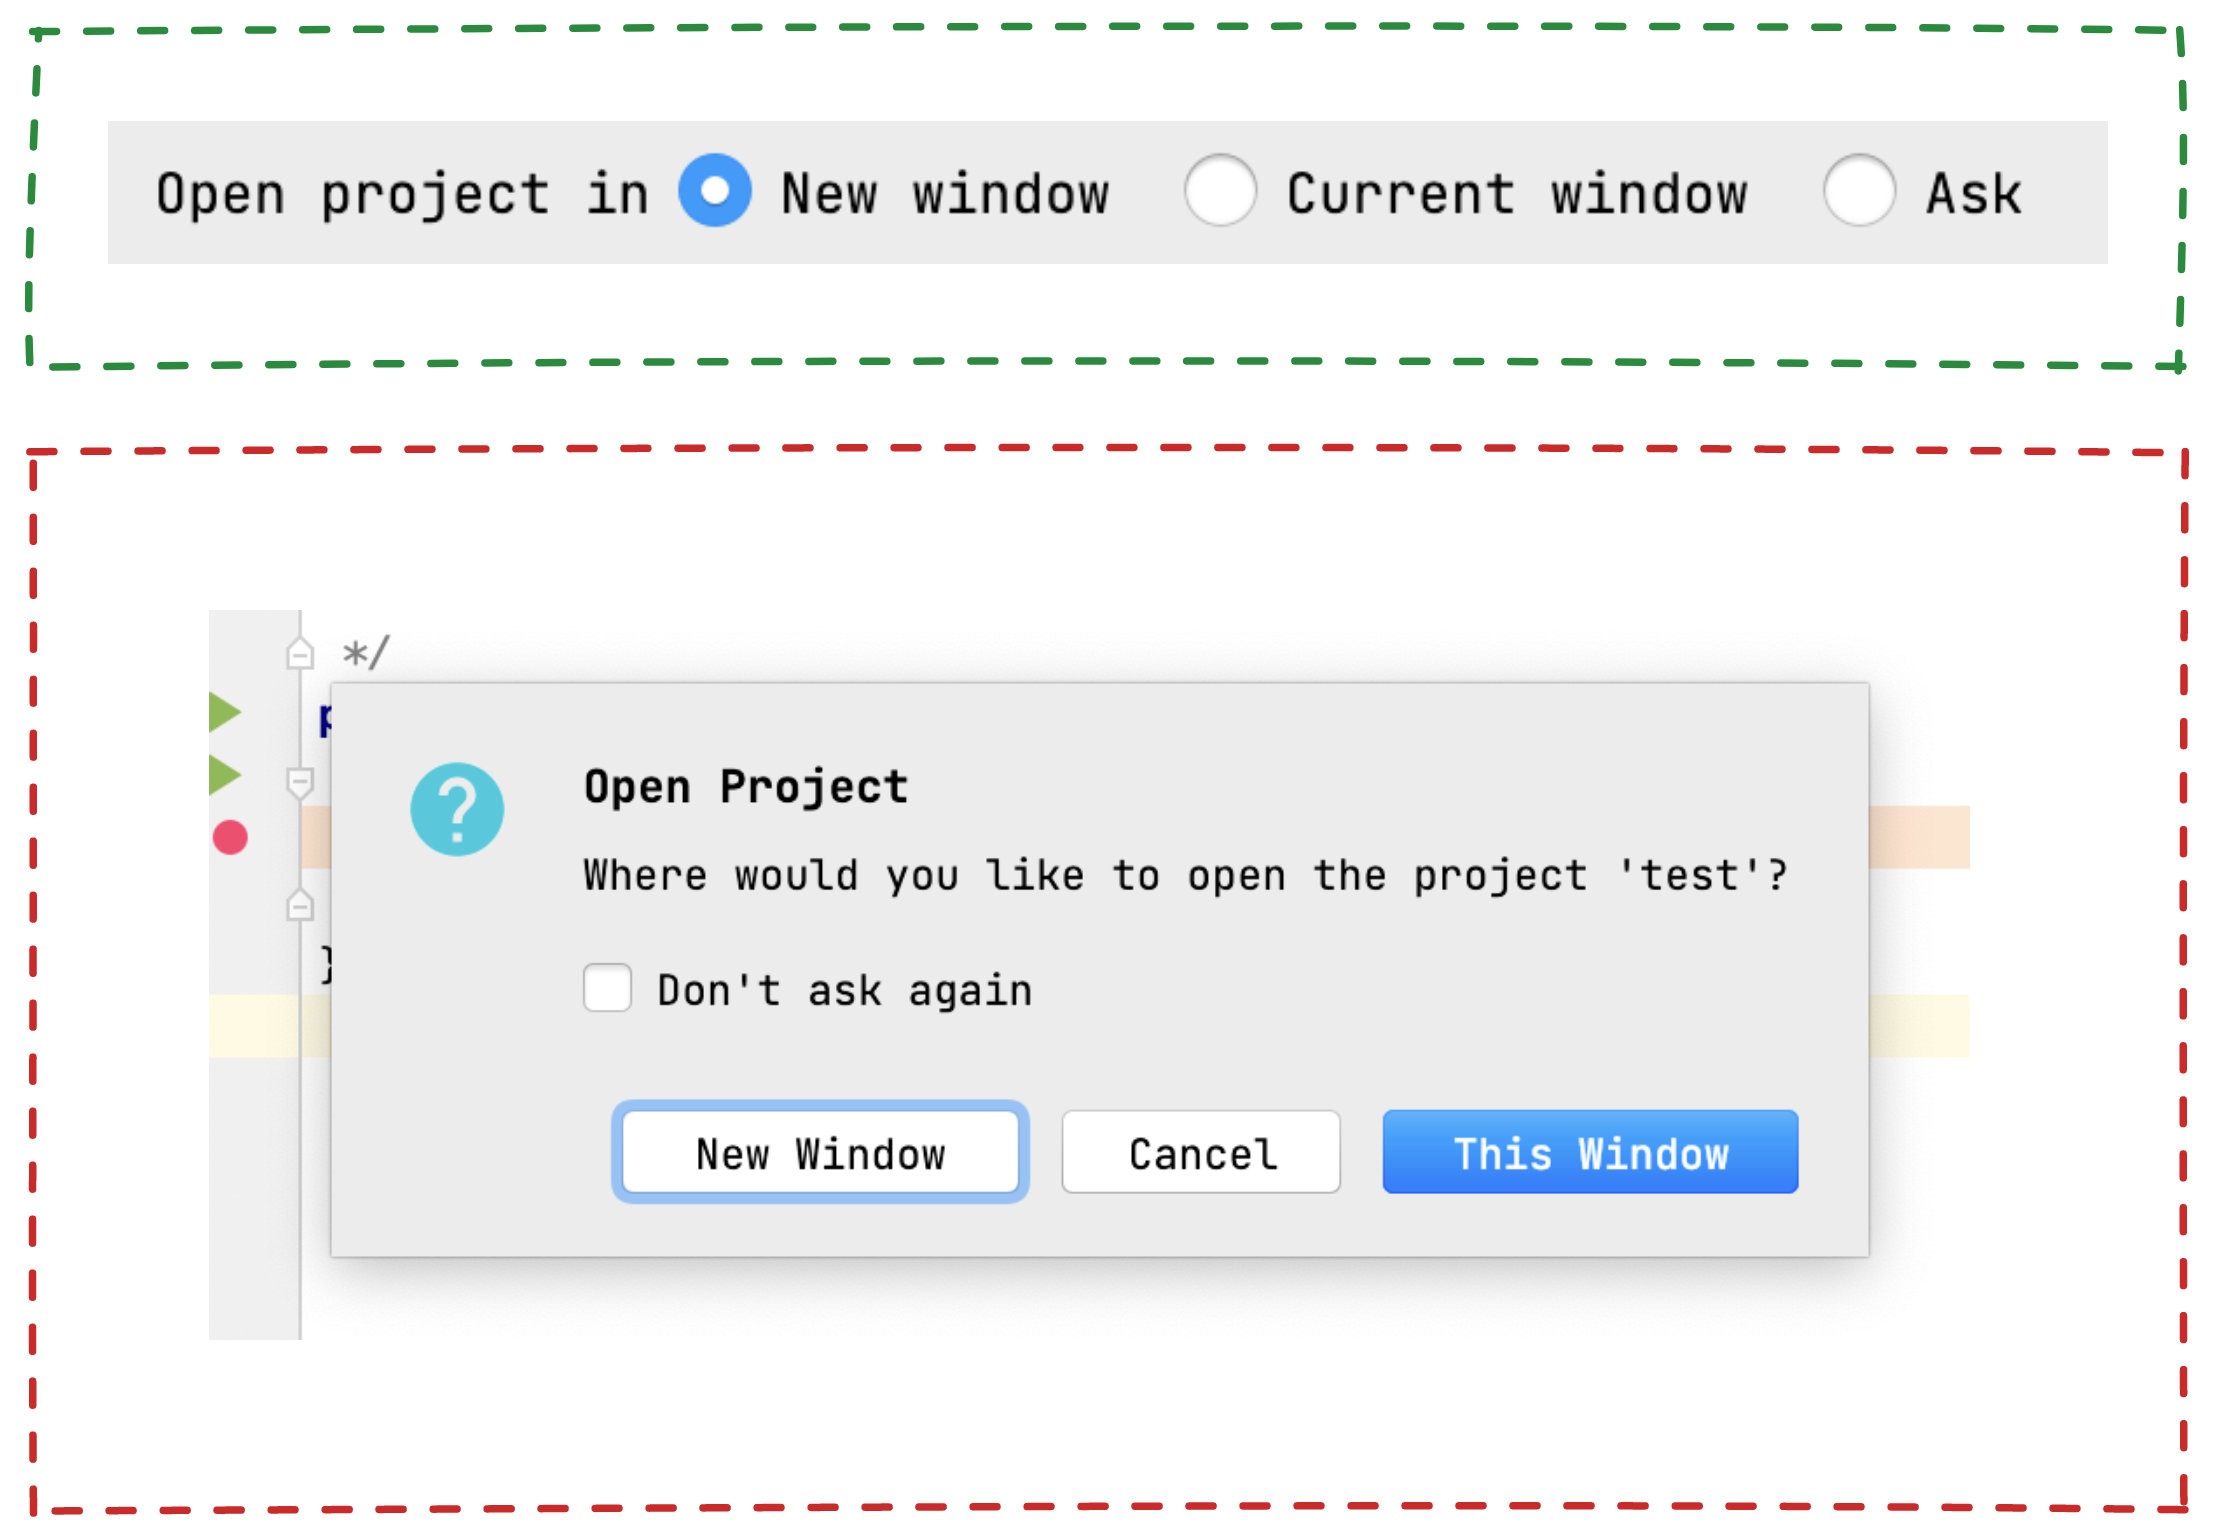 Open project in New window Current window Ask
*/
p
Open Project
Where would you like to open the project 'test'?
}
Don't ask again
New Window Cancel This Window